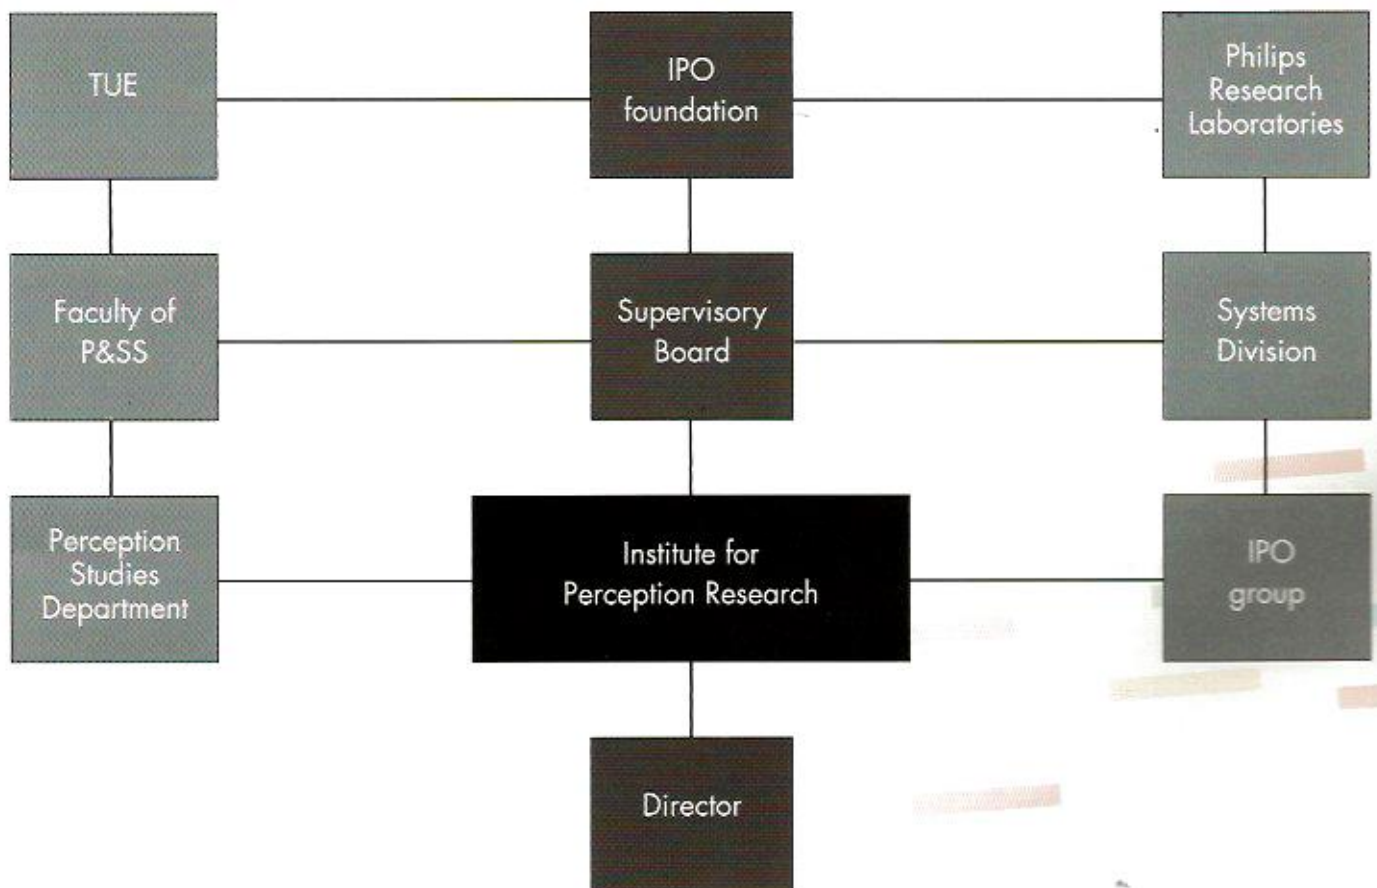 TUE
IPO
foundation
Philips
Research
Laboratories
Faculty of
P&SS
Supervisory
Board
Systems
Division
Perception
Studies
Department
Institute for
Perception Research
IPO
group
Director